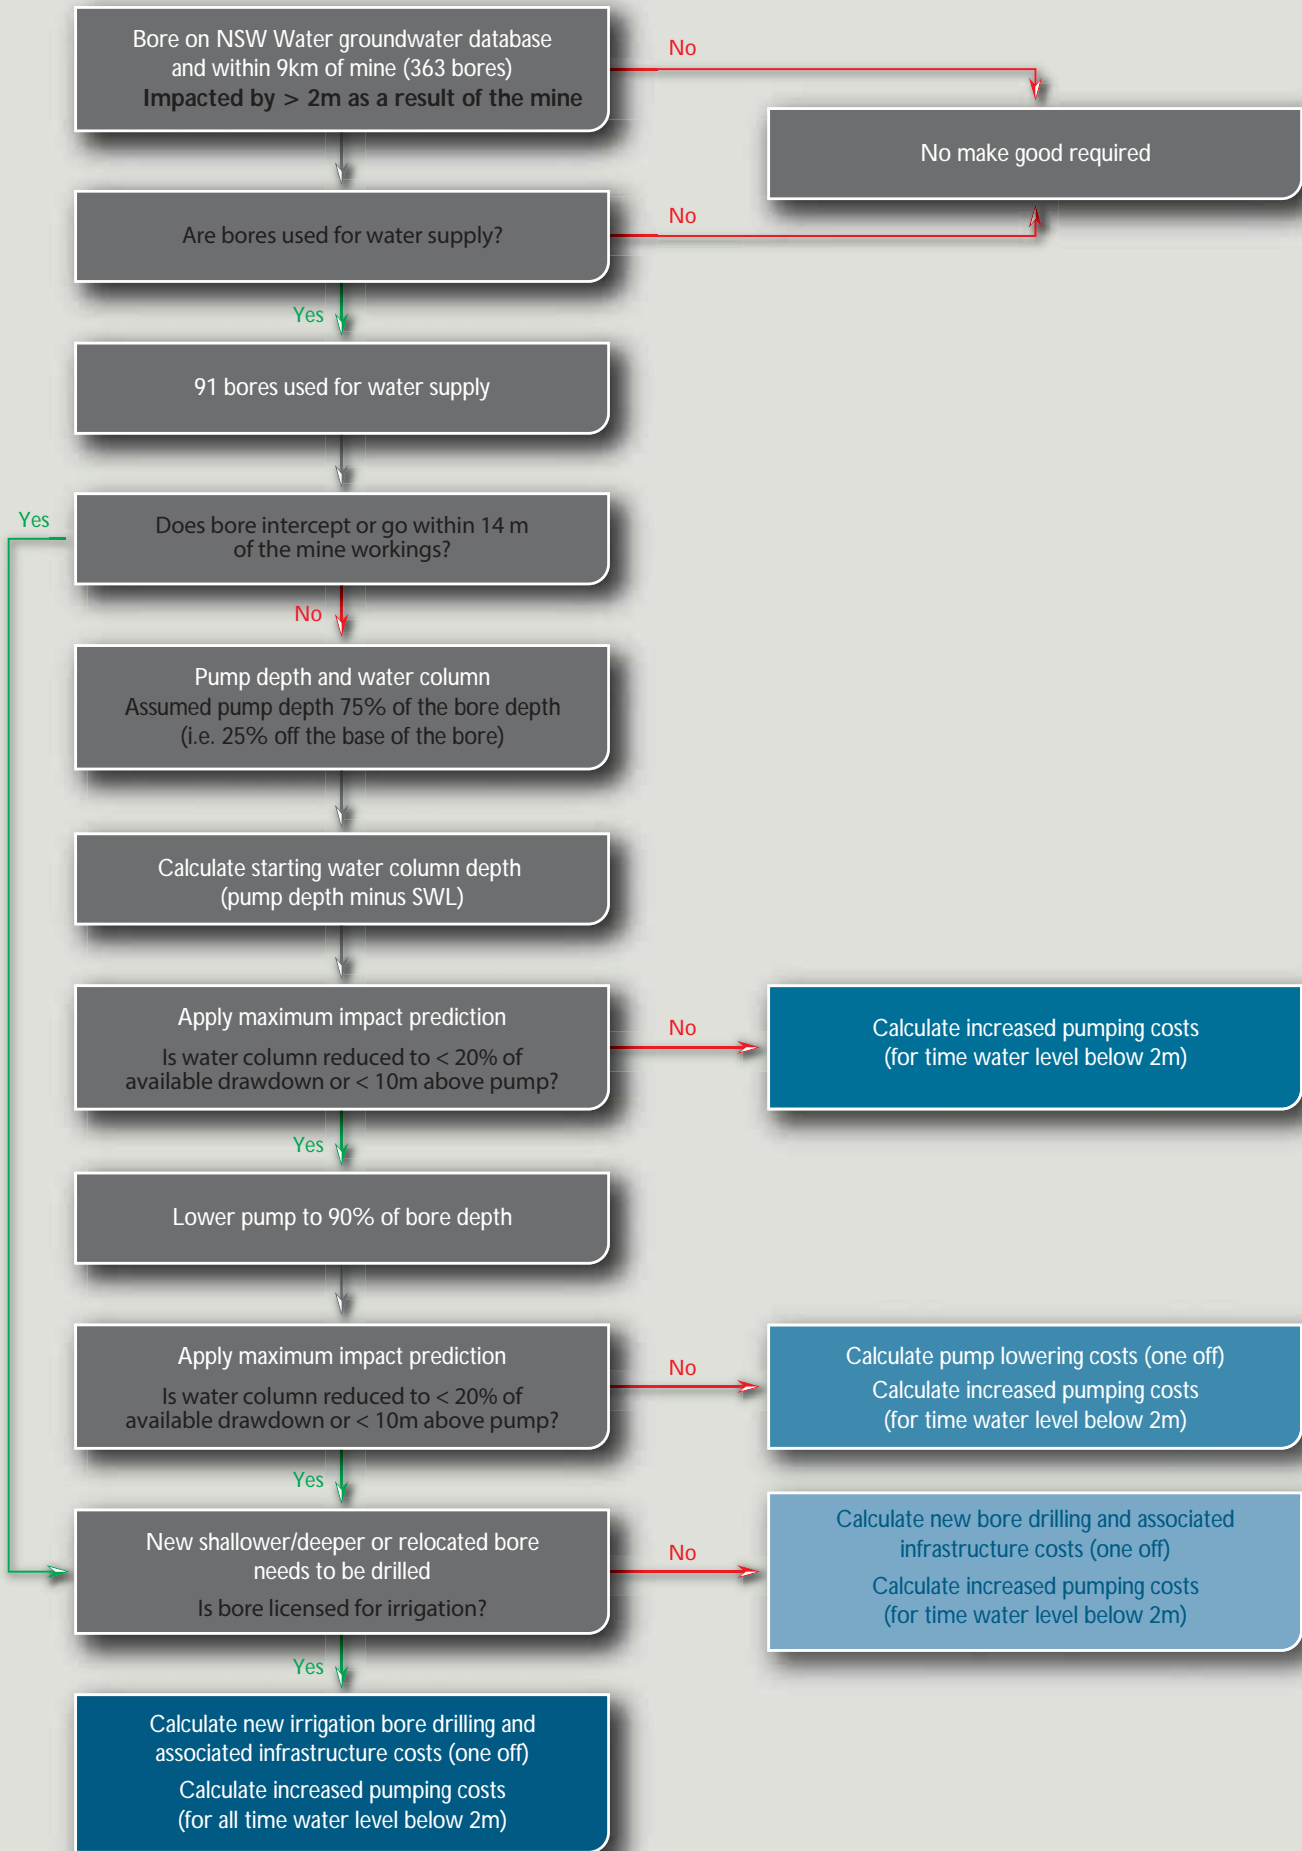 Bore on NSW Water groundwater database
and within 9km of mine (363 bores)
Impacted by > 2m as a result of the mine
No
No make good required
Are bores used for water supply?
No
Yes
91 bores used for water supply
Yes
Does bore intercept or go within 14 m
of the mine workings?
No
Pump depth and water column
Assumed pump depth 75% of the bore depth
(i.e. 25% off the base of the bore)
Calculate starting water column depth
(pump depth minus SWL)
Apply maximum impact prediction
Is water column reduced to < 20% of
available drawdown or < 10m above pump?
No
Calculate increased pumping costs
(for time water level below 2m)
Yes
Lower pump to 90% of bore depth
Apply maximum impact prediction
Is water column reduced to < 20% of
available drawdown or < 10m above pump?
No
Calculate pump lowering costs (one off)
Calculate increased pumping costs
(for time water level below 2m)
Yes
New shallower/deeper or relocated bore
needs to be drilled
Is bore licensed for irrigation?
No
Calculate new bore drilling and associated
infrastructure costs (one off)
Calculate increased pumping costs
(for time water level below 2m)
Yes
Calculate new irrigation bore drilling and
associated infrastructure costs (one off)
Calculate increased pumping costs
(for all time water level below 2m)